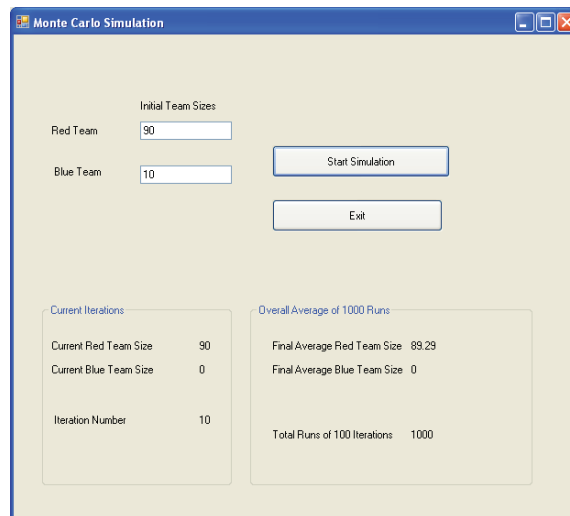 Monte Carlo Simulation
Initial Team Sizes
Red Team 90
Blue Team 10
Start Simulation
Exit
Current Iterations
Current Red Team Size 90
Current Blue Team Size 0
Iteration Number 10
Overall Average of 1000 Runs
Final Average Red Team Size 89.29
Final Average Blue Team Size 0
Total Runs of 100 Iterations 1000